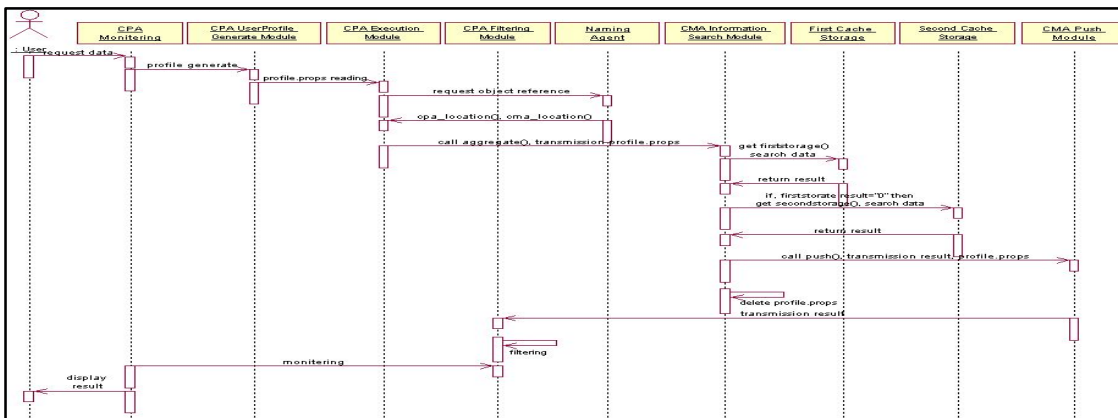 CPA
Monitering
CPA UserProfile
Generate Module
CPA Execution
Module
CPA Filtering
Module
Naming
Agent
CMA Information
Search Module
First Cache
Storage
Second Cache
Storage
CMA Push
Module
: User
request data
profile generate
profile.props reading
request object reference
cpa_location(), cma_location()
call aggregate(), transmission profile.props
get firststorage()
search data
return result
if, firststorate result="0" then
get secondstorage(), search data
return result
call push(), transmission result, profile.props
delete profile.props
transmission result
filtering
monitering
display
result